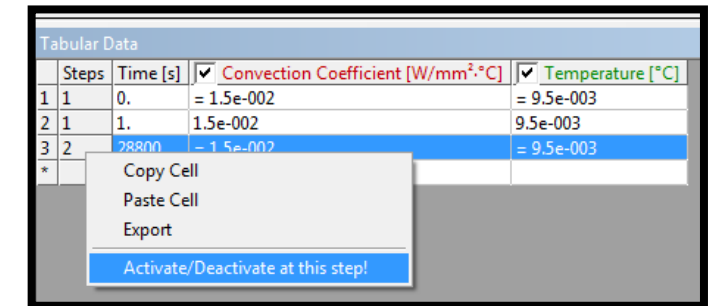 Tabular Data
Steps Time [s] Convection Coefficient [W/mm²·°C] Temperature [°C]
1 1 0. = 1.5e-002 = 9.5e-003
2 1 1. 1.5e-002 9.5e-003
3 2 28800 = 1.5e-002 = 9.5e-003
*
Copy Cell
Paste Cell
Export
Activate/Deactivate at this step!